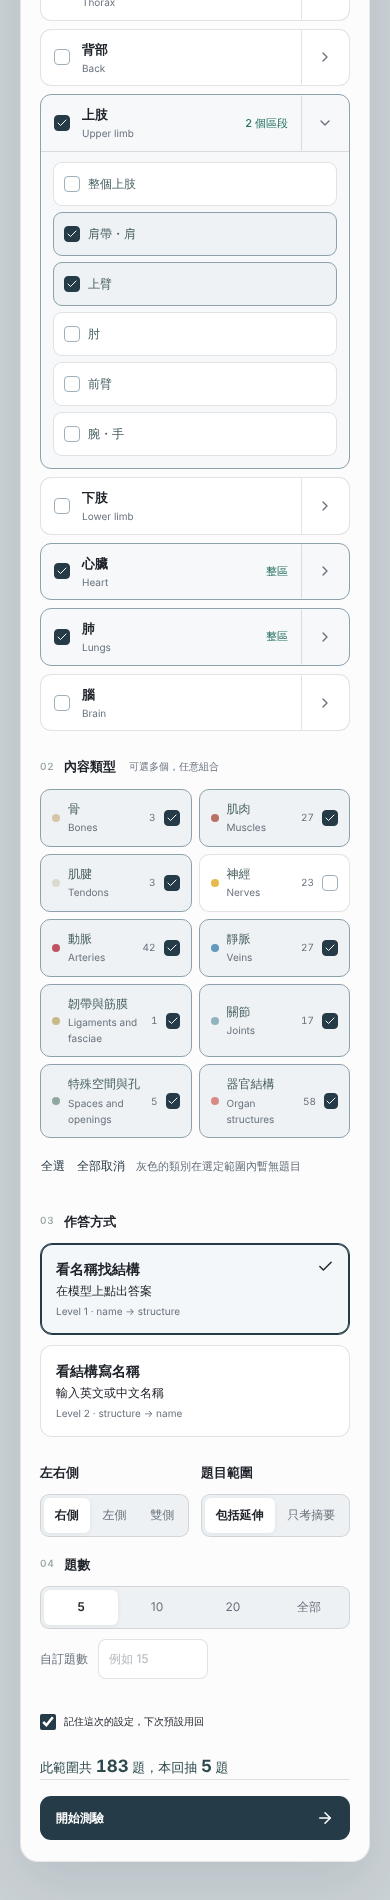 Thorax
背部
Back
上肢
Upper limb
2 個區段
整個上肢
肩帶・肩
上臂
肘
前臂
腕・手
下肢
Lower limb
心臟
Heart
整區
肺
Lungs
整區
腦
Brain
02 內容類型 可選多個，任意組合
骨
Bones
3
肌肉
Muscles
27
肌腱
Tendons
3
神經
Nerves
23
動脈
Arteries
42
靜脈
Veins
27
韌帶與筋膜
Ligaments and
fasciae
1
關節
Joints
17
特殊空間與孔
Spaces and
openings
5
器官結構
Organ
structures
58
全選 全部取消 灰色的類別在選定範圍內暫無題目
03 作答方式
看名稱找結構
在模型上點出答案
Level 1 · name → structure
看結構寫名稱
輸入英文或中文名稱
Level 2 · structure → name
左右側
右側 左側 雙側
題目範圍
包括延伸 只考摘要
04 題數
5 10 20 全部
自訂題數 例如 15
記住這次的設定，下次預設用回
此範圍共 183 題，本回抽 5 題
開始測驗 →